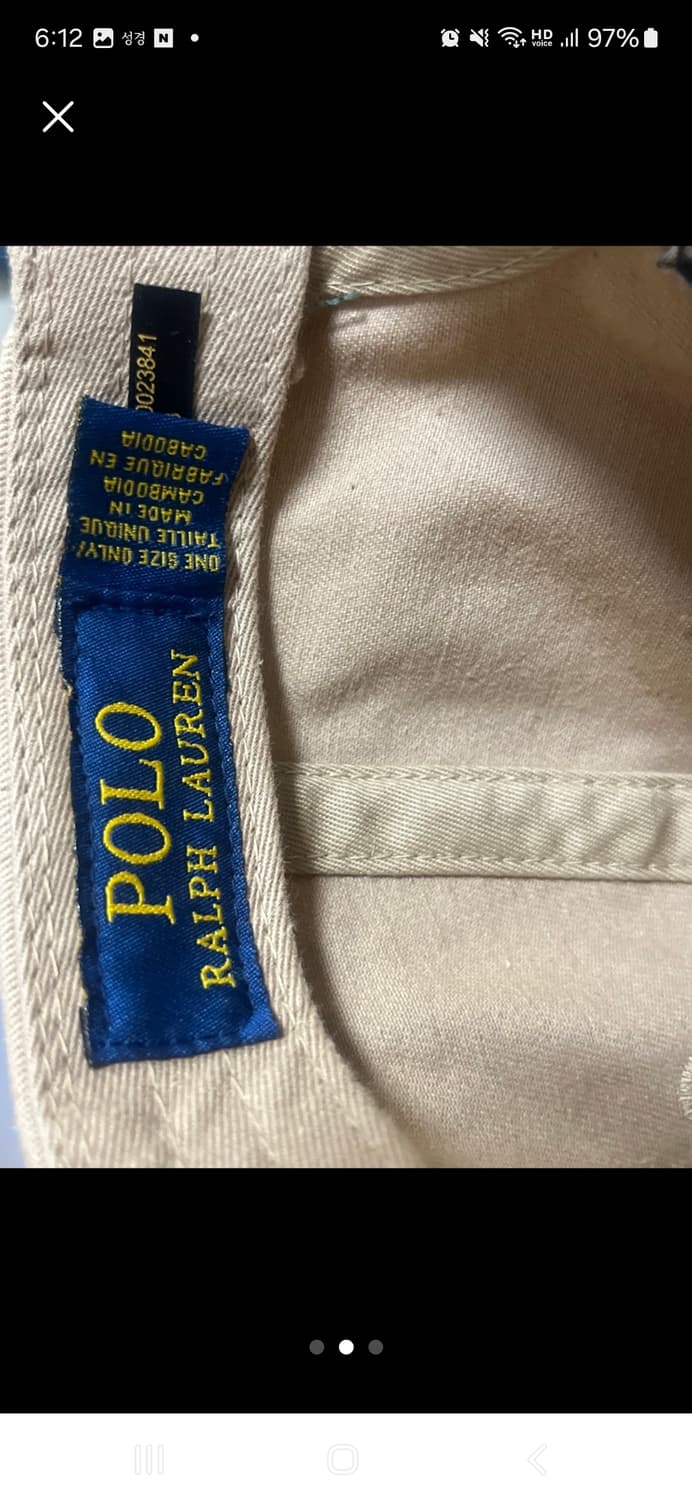 6:12 성경 N HD voice 97%
0023841
ONE SIZE ONLY/
TAILLE UNIQUE
MADE IN
CAMBODIA
FABRIQUE EN
CABODIA
POLO
RALPH LAUREN